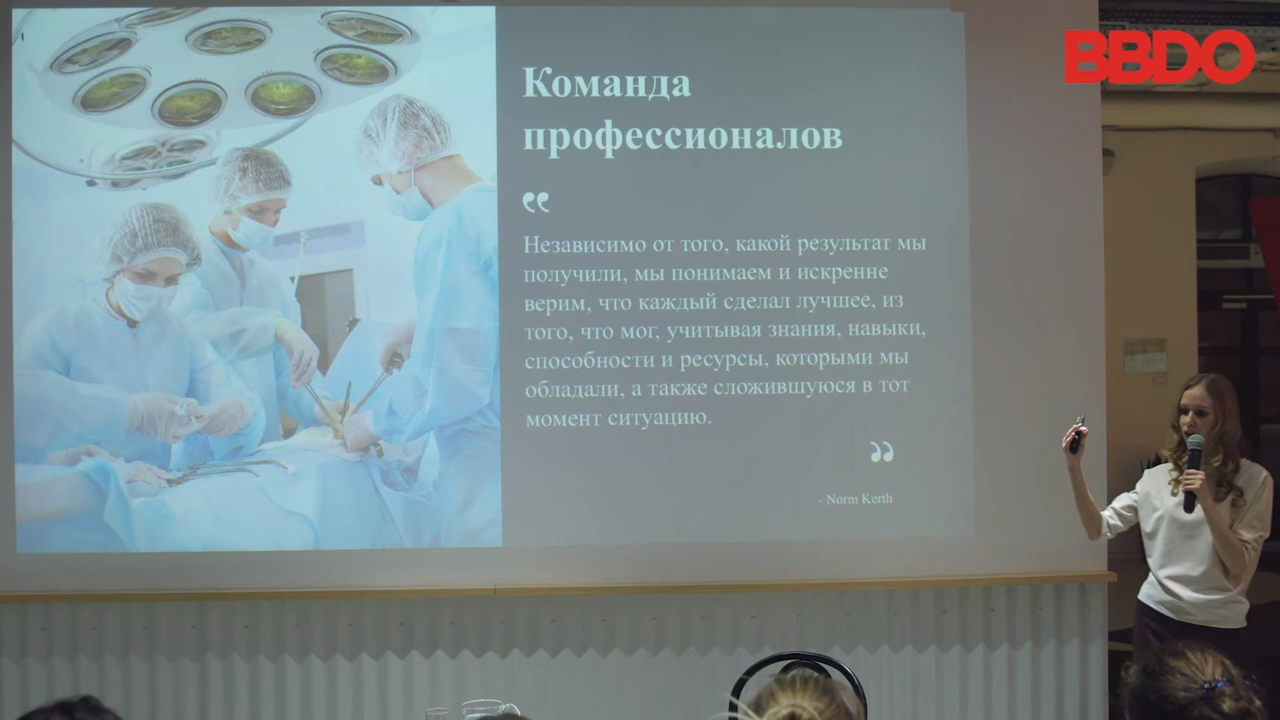 BBDO
Команда
профессионалов
“
Независимо от того, какой результат мы
получили, мы понимаем и искренне
верим, что каждый сделал лучшее, из
того, что мог, учитывая знания, навыки,
способности и ресурсы, которыми мы
обладали, а также сложившуюся в тот
момент ситуацию.
”
- Norm Kerth